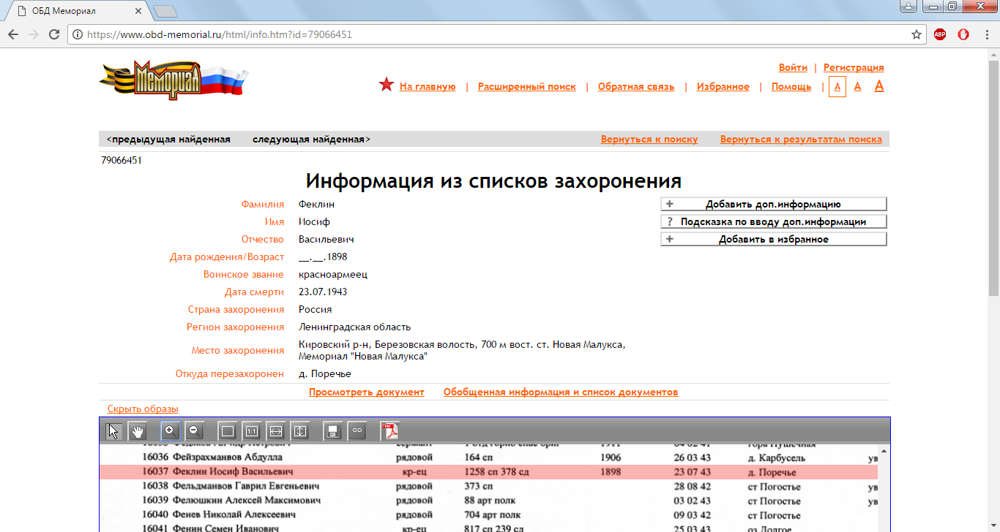 ОБД Мемориал
https://www.obd-memorial.ru/html/info.htm?id=79066451
ABP
Мемориал
Войти | Регистрация
На главную | Расширенный поиск | Обратная связь | Избранное | Помощь | А А А
<предыдущая найденная следующая найденная> Вернуться к поиску Вернуться к результатам поиска
79066451
Информация из списков захоронения
Фамилия Феклин
+ Добавить доп.информацию
Имя Иосиф
? Подсказка по вводу доп.информации
Отчество Васильевич
+ Добавить в избранное
Дата рождения/Возраст __.__.1898
Воинское звание красноармеец
Дата смерти 23.07.1943
Страна захоронения Россия
Регион захоронения Ленинградская область
Место захоронения Кировский р-н, Березовская волость, 700 м вост. ст. Новая Малукса,
Мемориал "Новая Малукса"
Откуда перезахоронен д. Поречье
Просмотреть документ Обобщенная информация и список документов
Скрыть образы
1:1 PDF
16036 Фейзрахманвов Абдулла рядовой 164 сп 1906 26 03 43 д. Карбусель ув
16037 Феклин Иосиф Васильевич кр-ец 1258 сп 378 сд 1898 23 07 43 д. Поречье
16038 Фельдманвов Гаврил Евгеньевич рядовой 373 сп 28 08 42 ст Погостье ув
16039 Фелюшкин Алексей Максимович рядовой 88 арт полк 03 02 43 ст Погостье ув
16040 Фенев Николай Алексеевич рядовой 704 арт полк 09 03 42 ст Погостье
16041 Фенин Семен Иванович кр-ец 817 сп 239 сд 25 03 43 оз Долгое